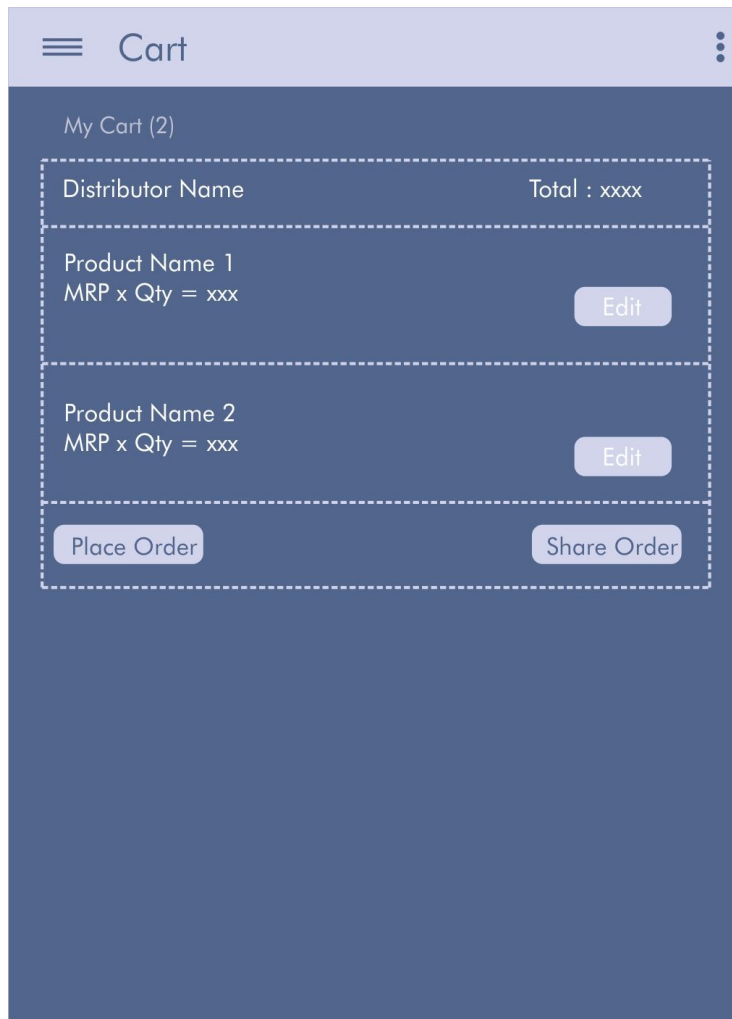 Cart
My Cart (2)
Distributor Name Total : xxxx
Product Name 1
MRP x Qty = xxx
Edit
Product Name 2
MRP x Qty = xxx
Edit
Place Order Share Order